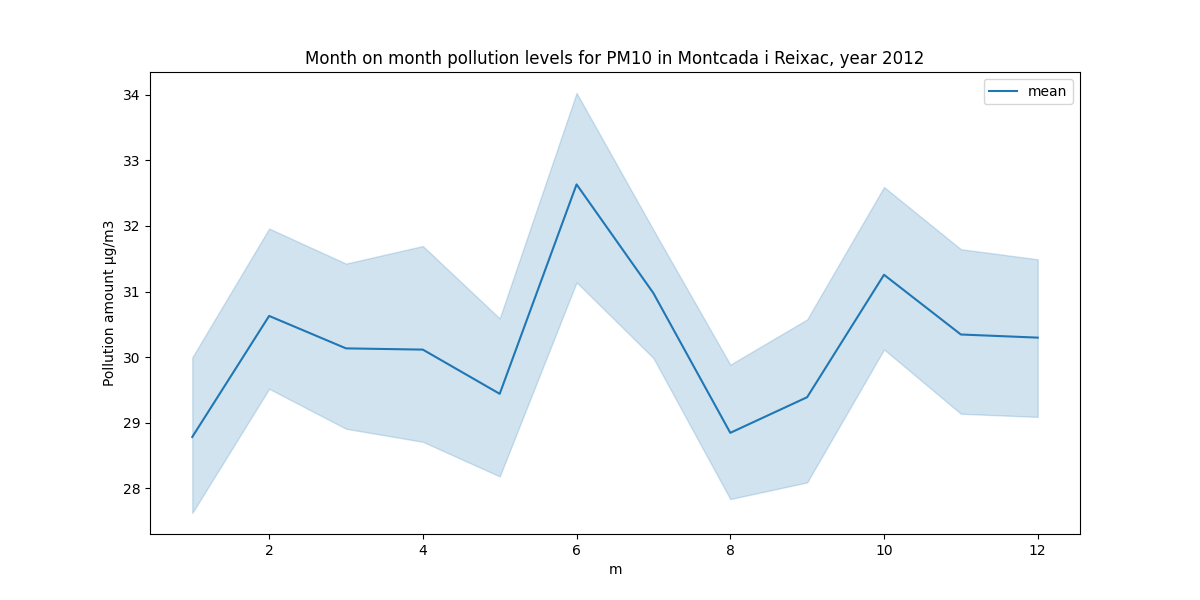 Month on month pollution levels for PM10 in Montcada i Reixac, year 2012
mean
Pollution amount µg/m3
34
33
32
31
30
29
28
2 4 6 8 10 12
m